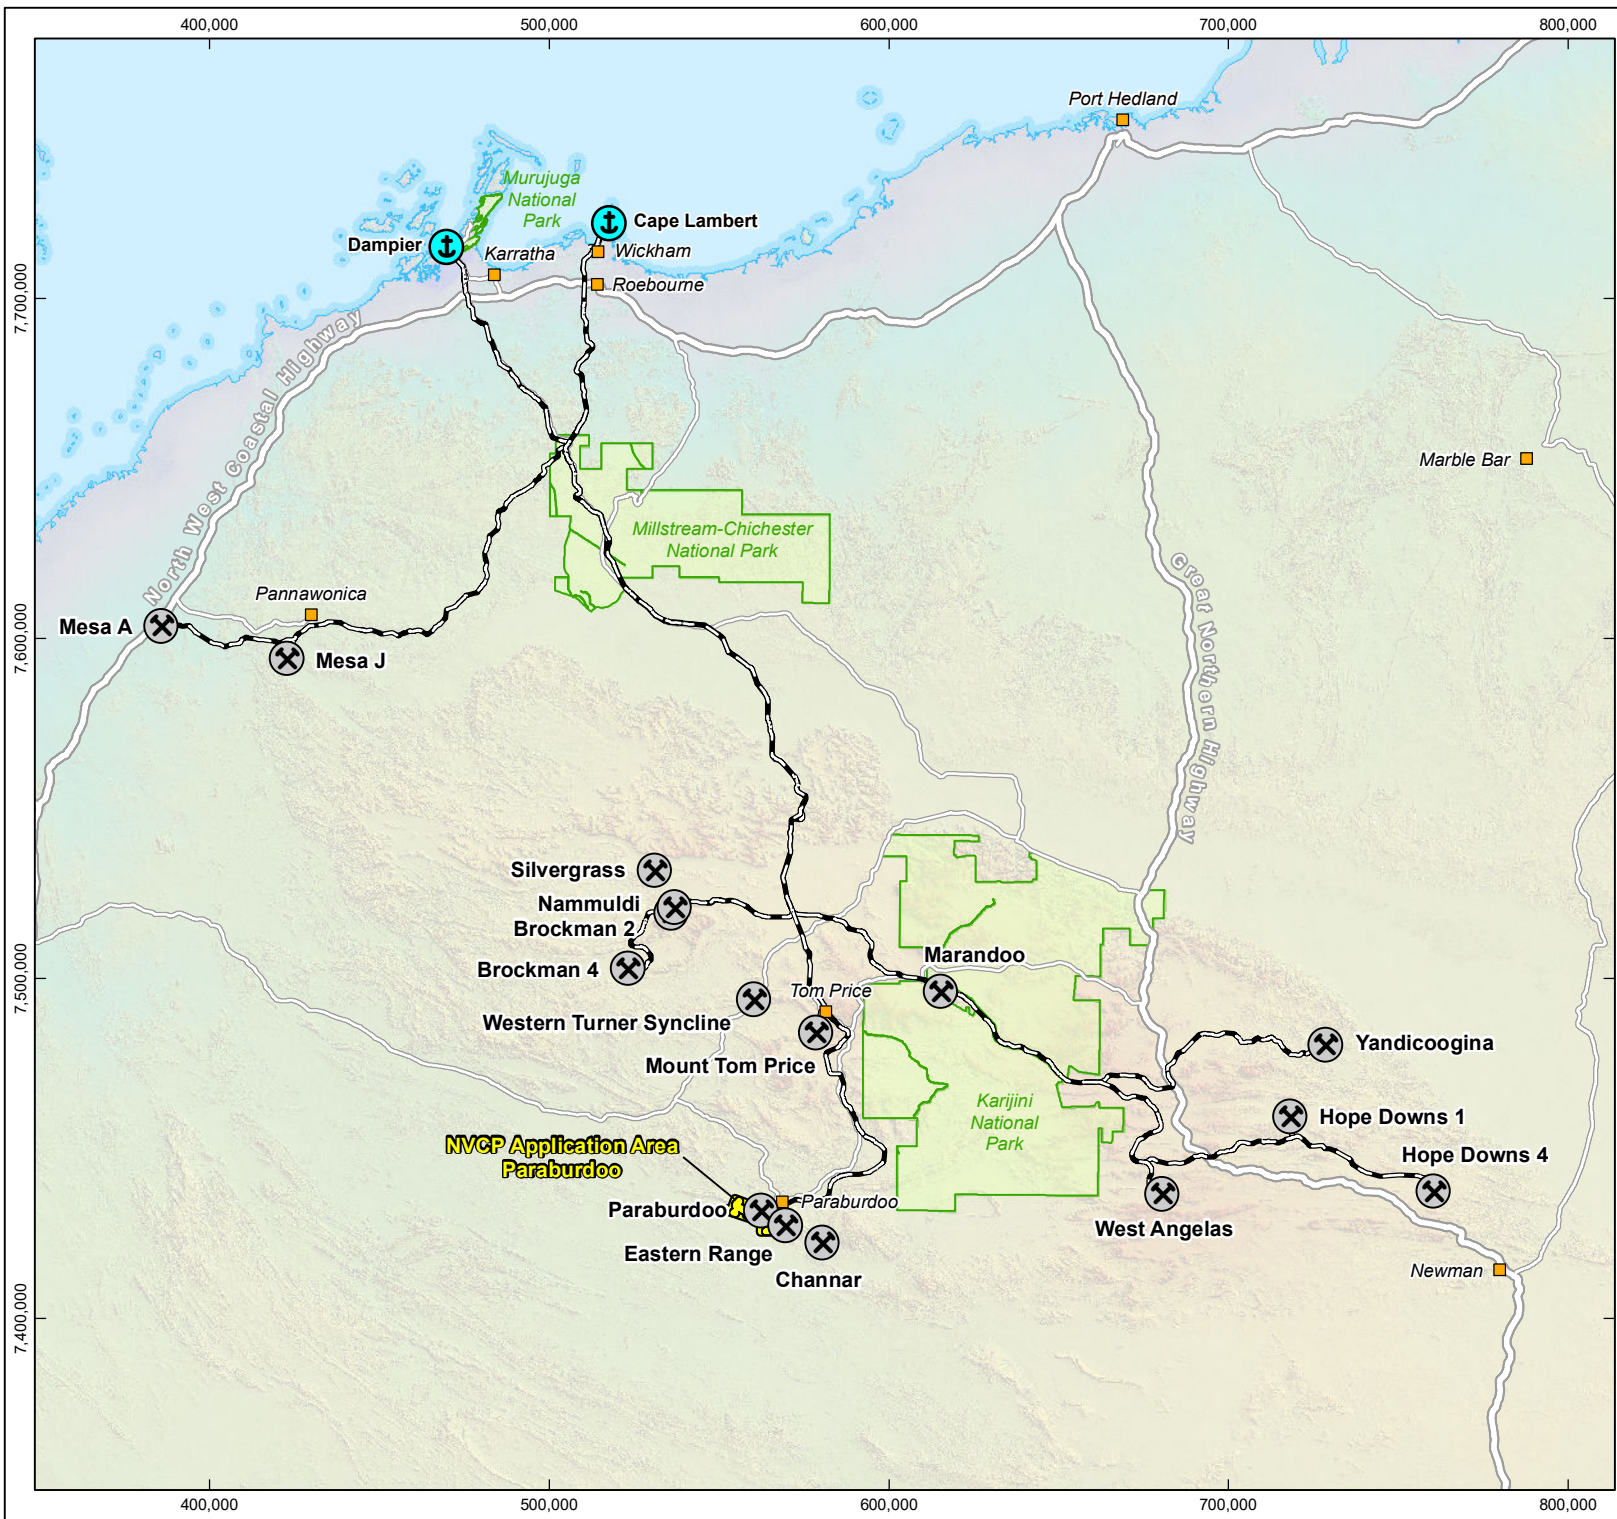 400,000
500,000
600,000
700,000
800,000
Port Hedland
Murujuga
National
Park
Cape Lambert
Dampier
Karratha
Wickham
Roebourne
7,700,000
North West Coastal Highway
Marble Bar
Millstream-Chichester
National Park
Great Northern Highway
Pannawonica
Mesa A
7,600,000
Mesa J
Silvergrass
Nammuldi
Brockman 2
Brockman 4
Marandoo
7,500,000
Tom Price
Western Turner Syncline
Mount Tom Price
Yandicoogina
Karijini
National
Park
Hope Downs 1
NVCP Application Area
Paraburdoo
Hope Downs 4
Paraburdoo
Paraburdoo
West Angelas
Eastern Range
Channar
Newman
7,400,000
400,000
500,000
600,000
700,000
800,000